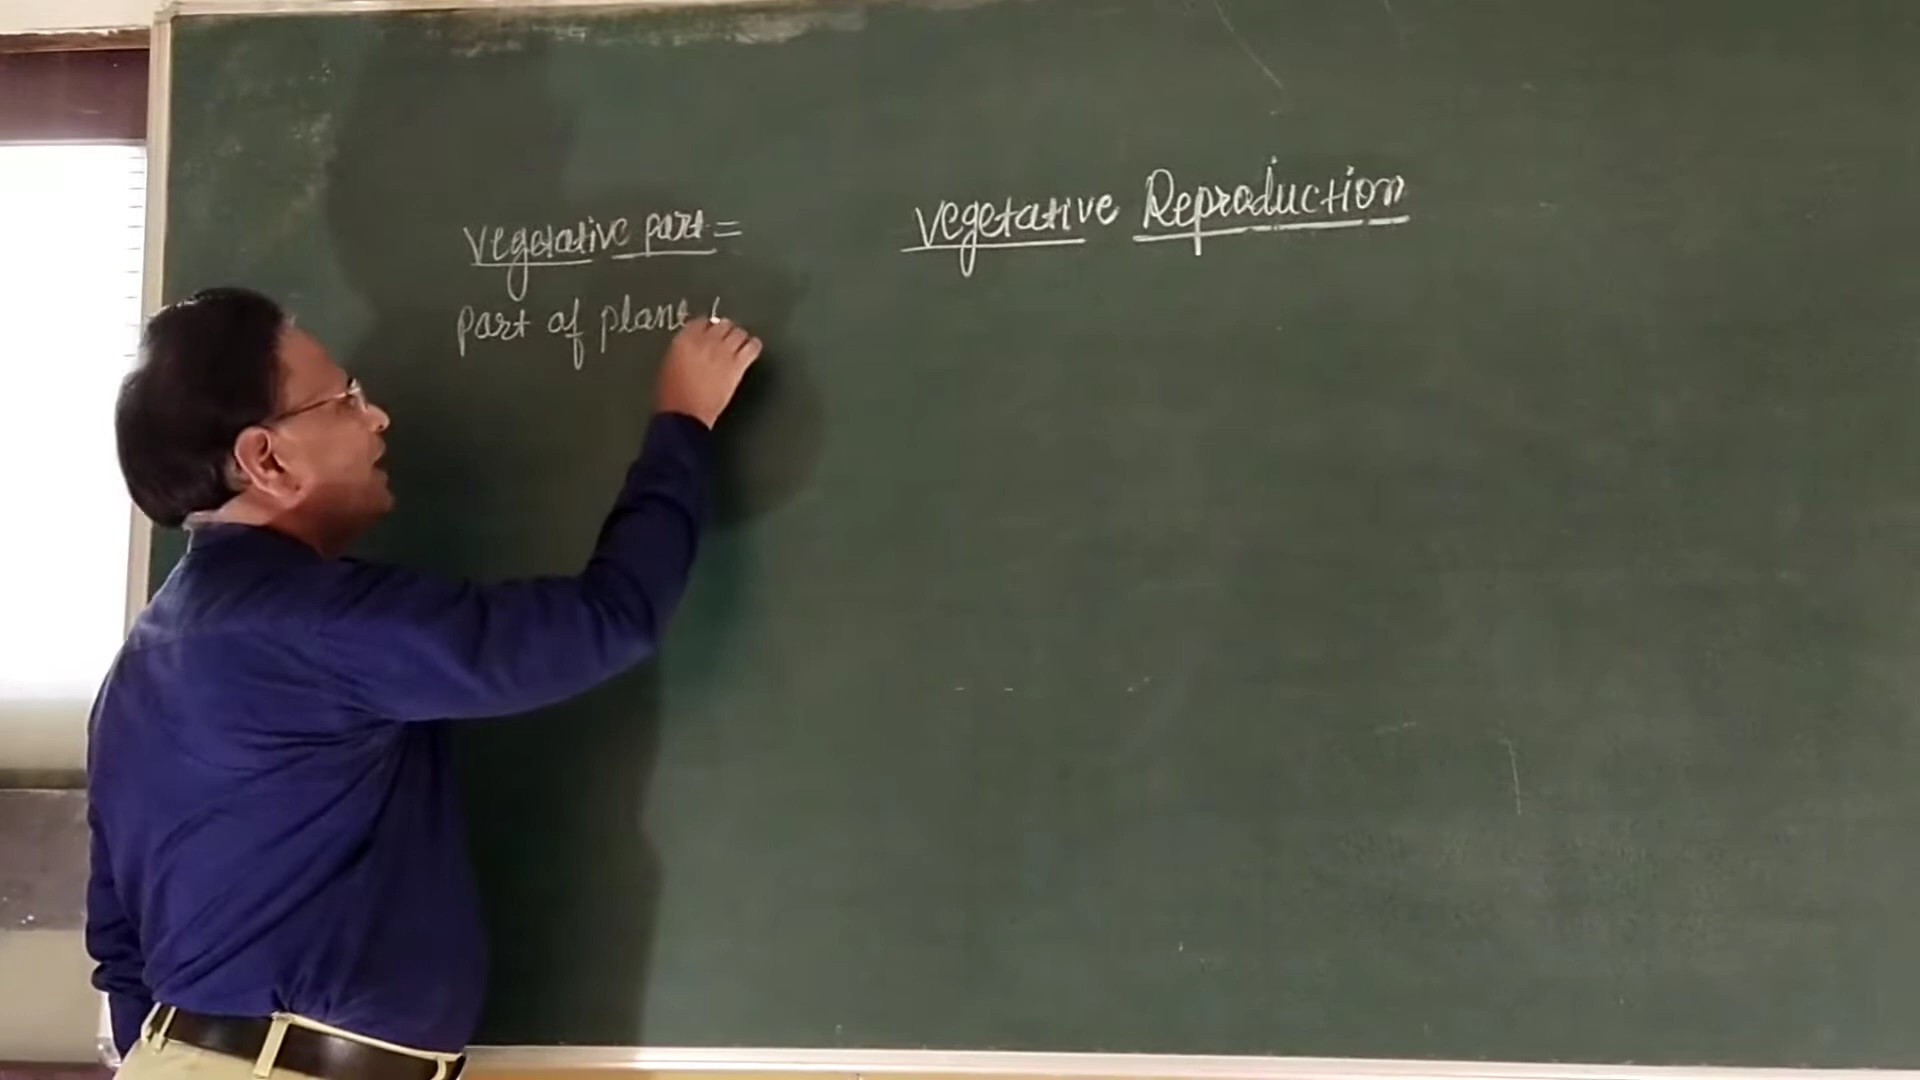 vegetative Reproduction
vegetative part =
part of plant